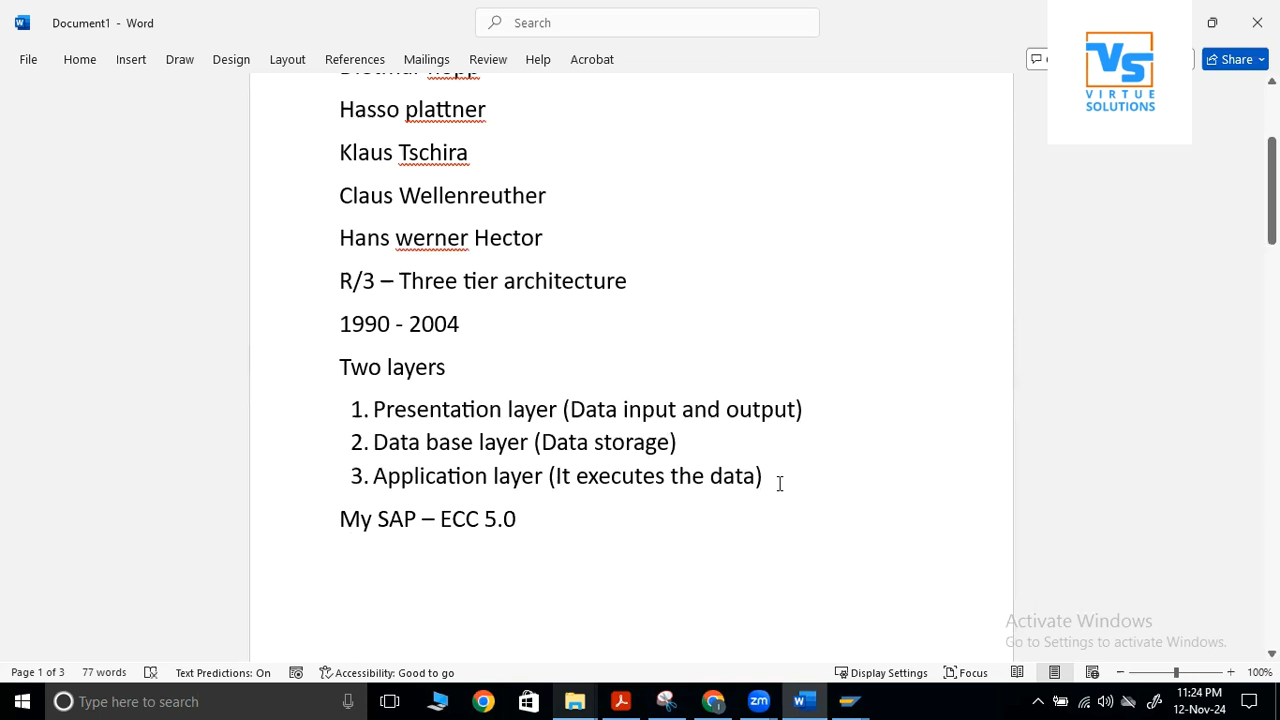 Document1 - Word
Search
File Home Insert Draw Design Layout References Mailings Review Help Acrobat
Share
VS
VIRTUE
SOLUTIONS
Hasso plattner
Klaus Tschira
Claus Wellenreuther
Hans werner Hector
R/3 – Three tier architecture
1990 - 2004
Two layers
1. Presentation layer (Data input and output)
2. Data base layer (Data storage)
3. Application layer (It executes the data)
My SAP – ECC 5.0
Activate Windows
Go to Settings to activate Windows.
Page 1 of 3 77 words Text Predictions: On Accessibility: Good to go Display Settings Focus 100%
Type here to search
11:24 PM
12-Nov-24